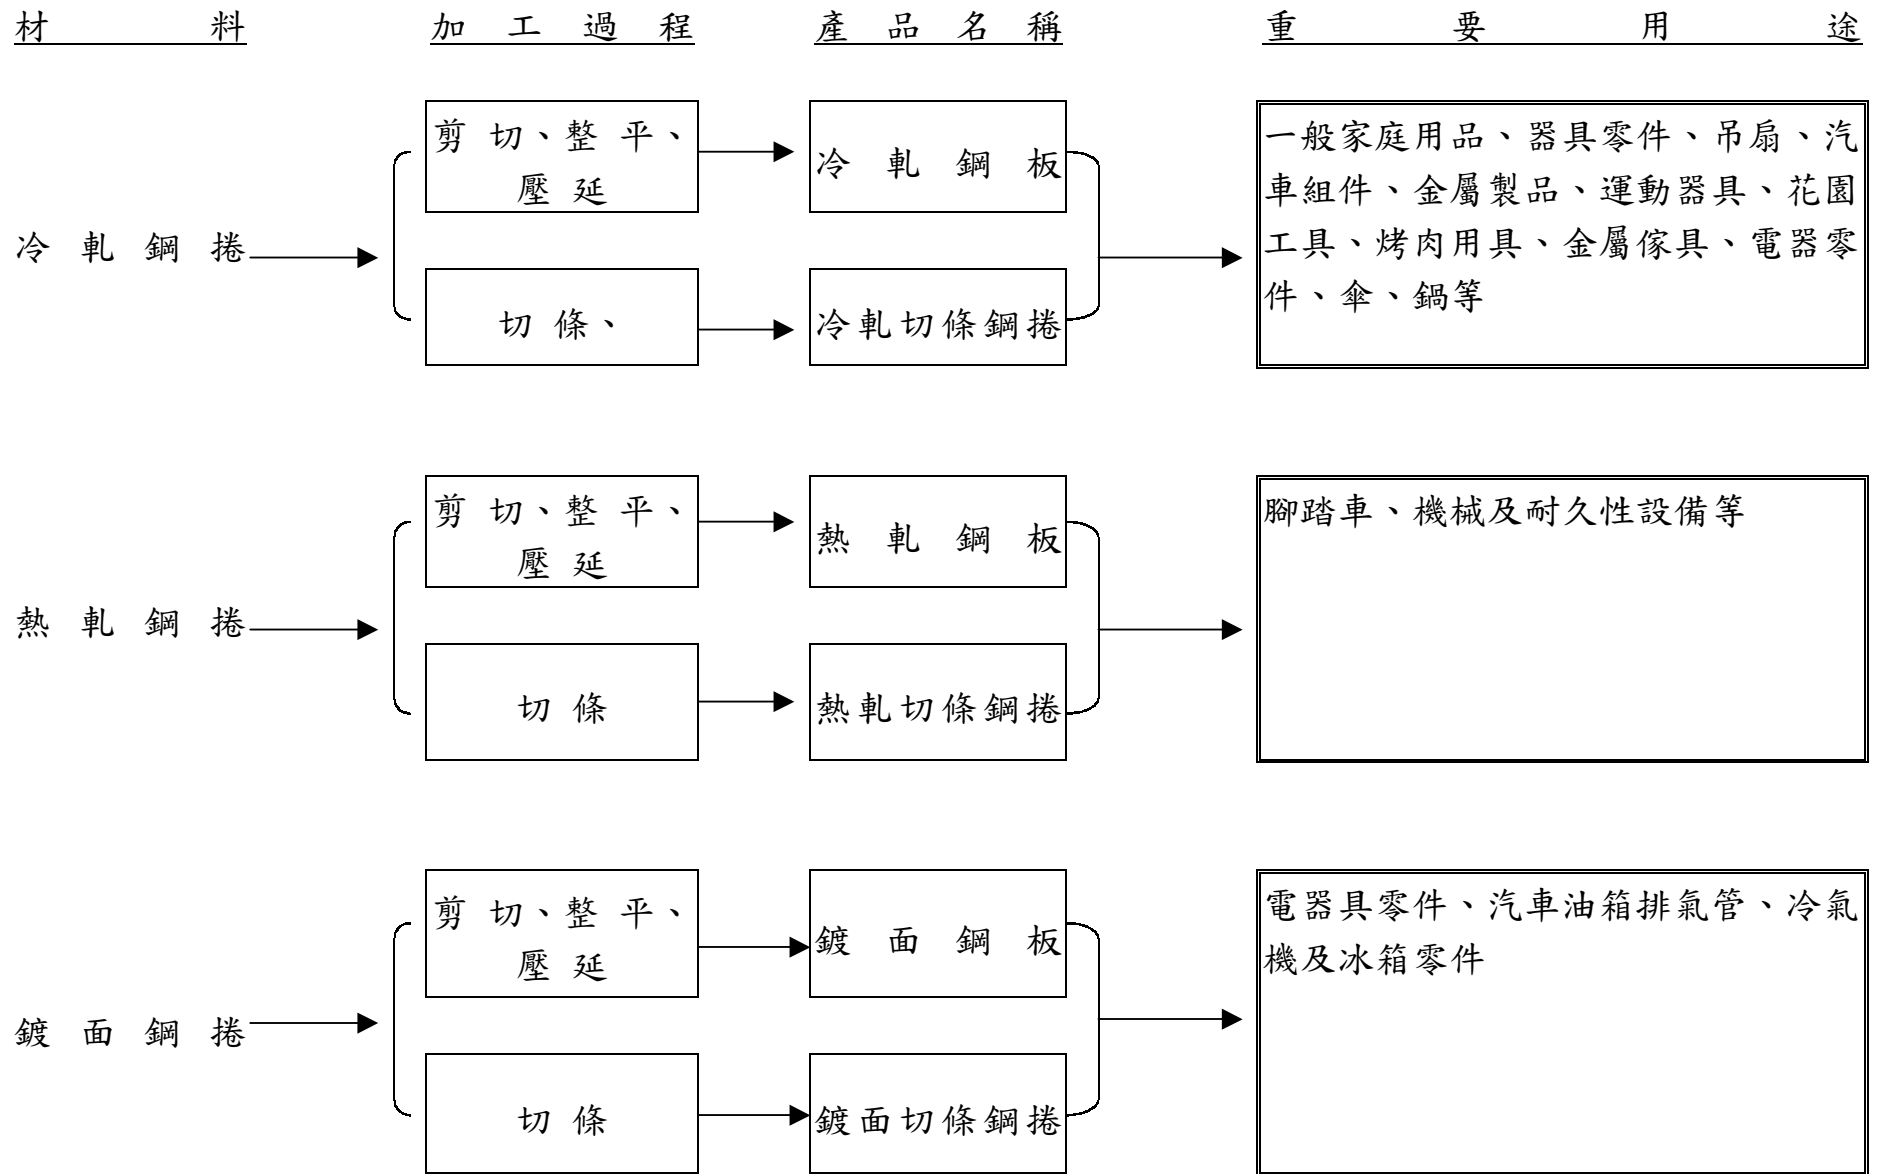 材料 加工過程 產品名稱 重要用途
剪切、整平、
壓延
冷軋鋼板
一般家庭用品、器具零件、吊扇、汽
車組件、金屬製品、運動器具、花園
工具、烤肉用具、金屬傢具、電器零
件、傘、鍋等
冷軋鋼捲
切條、
冷軋切條鋼捲
剪切、整平、
壓延
熱軋鋼板
腳踏車、機械及耐久性設備等
熱軋鋼捲
切條
熱軋切條鋼捲
剪切、整平、
壓延
鍍面鋼板
電器具零件、汽車油箱排氣管、冷氣
機及冰箱零件
鍍面鋼捲
切條
鍍面切條鋼捲